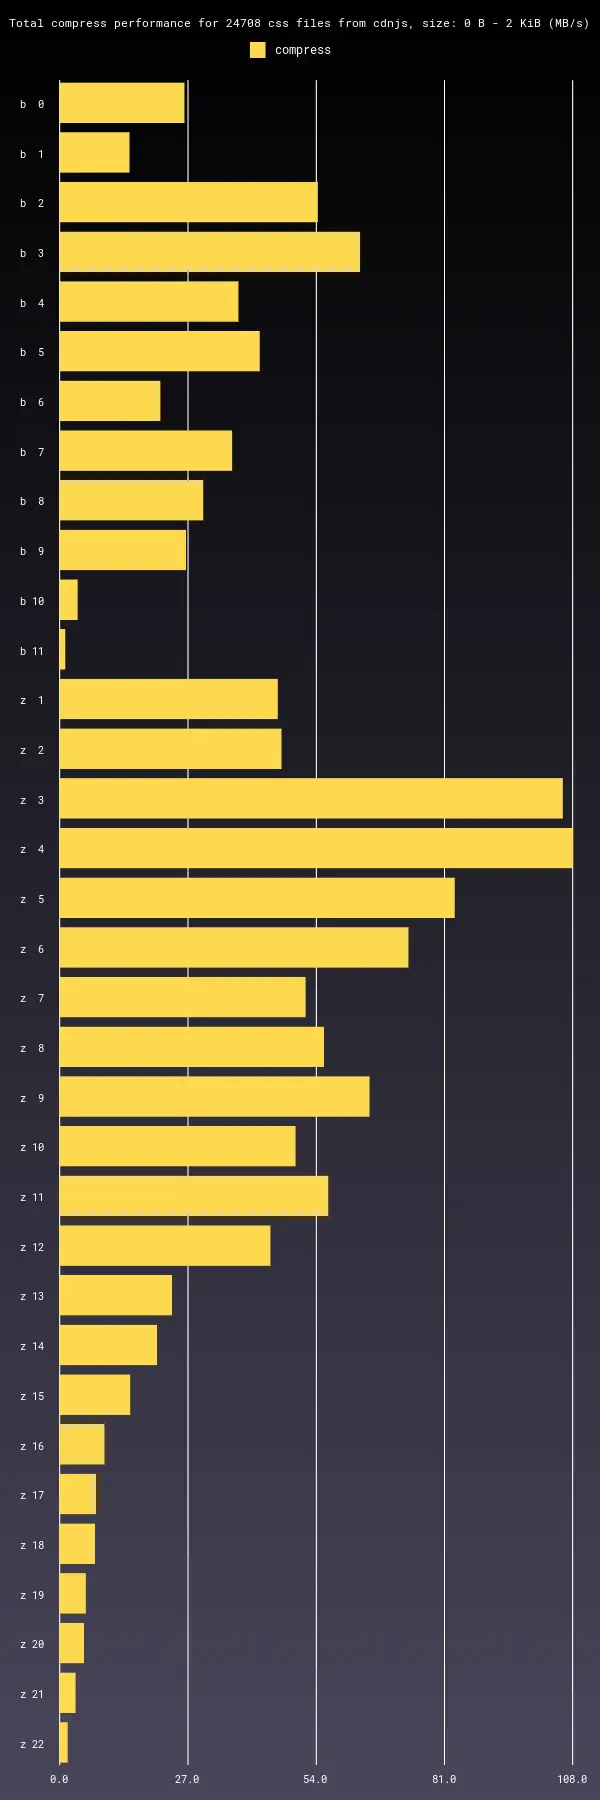 Total compress performance for 24708 css files from cdnjs, size: 0 B - 2 KiB (MB/s)
compress
b 0
b 1
b 2
b 3
b 4
b 5
b 6
b 7
b 8
b 9
b 10
b 11
z 1
z 2
z 3
z 4
z 5
z 6
z 7
z 8
z 9
z 10
z 11
z 12
z 13
z 14
z 15
z 16
z 17
z 18
z 19
z 20
z 21
z 22
0.0 27.0 54.0 81.0 108.0